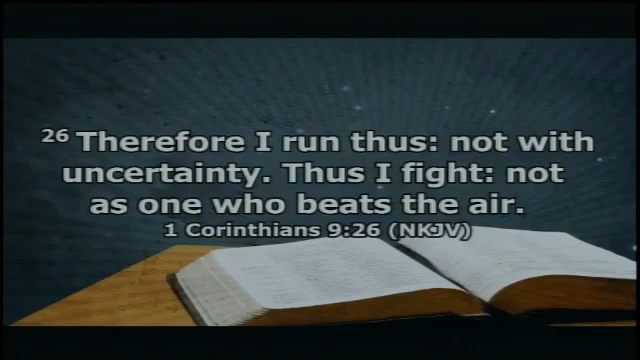 26 Therefore I run thus: not with
uncertainty. Thus I fight: not
as one who beats the air.
1 Corinthians 9:26 (NKJV)